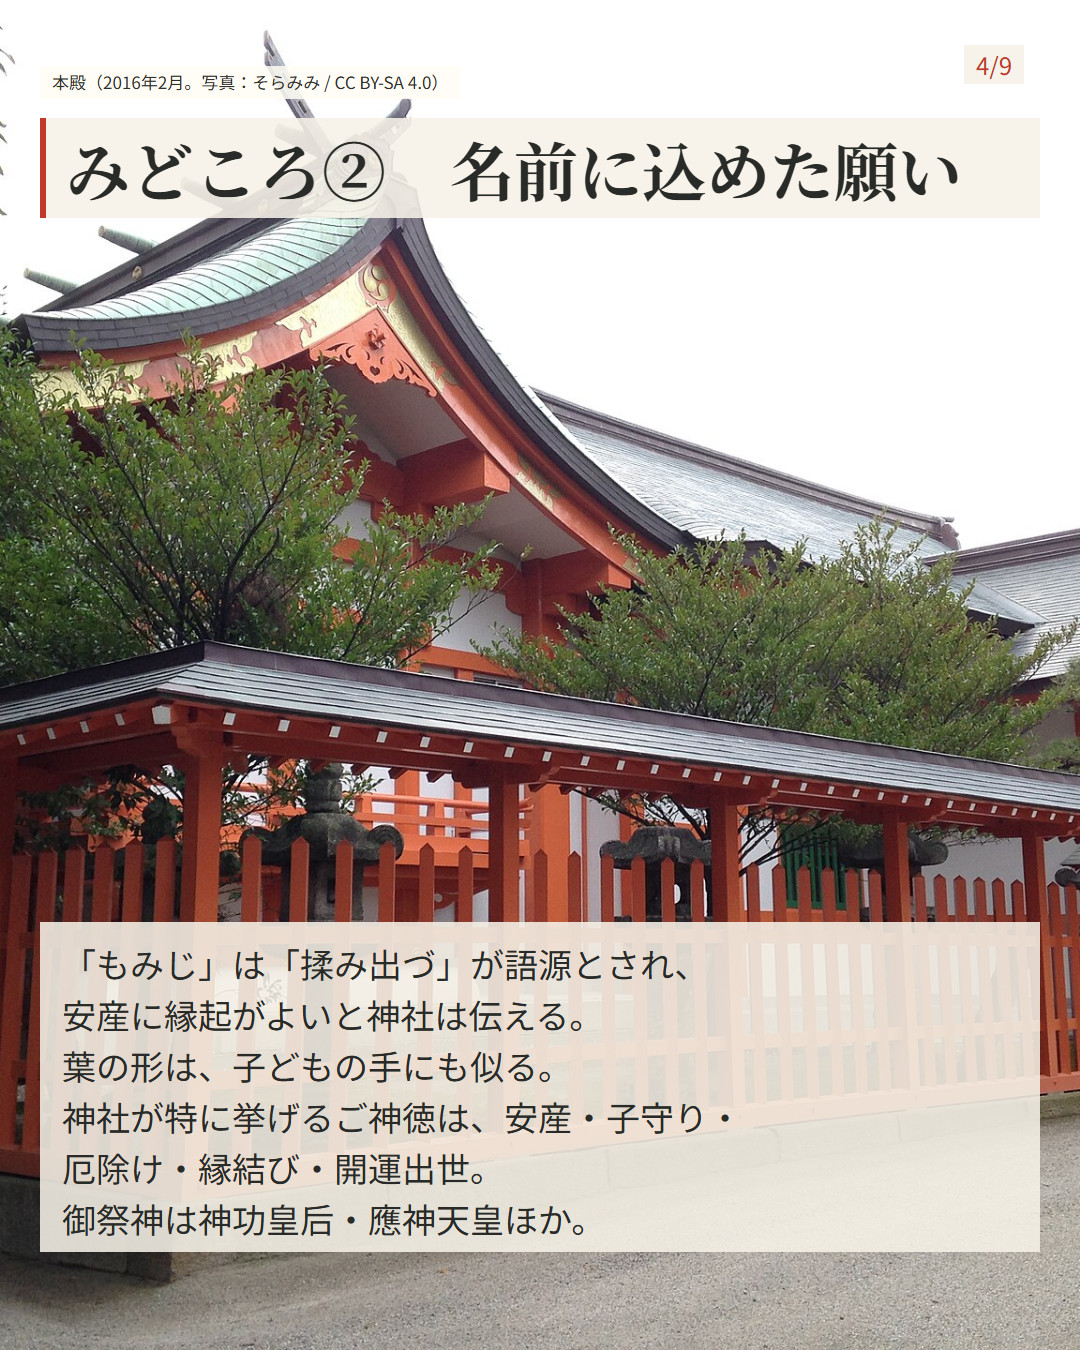 本殿（2016年2月。写真：そらみみ / CC BY-SA 4.0）
4/9
みどころ②　名前に込めた願い
「もみじ」は「揉み出づ」が語源とされ、
安産に縁起がよいと神社は伝える。
葉の形は、子どもの手にも似る。
神社が特に挙げるご神徳は、安産・子守り・
厄除け・縁結び・開運出世。
御祭神は神功皇后・應神天皇ほか。